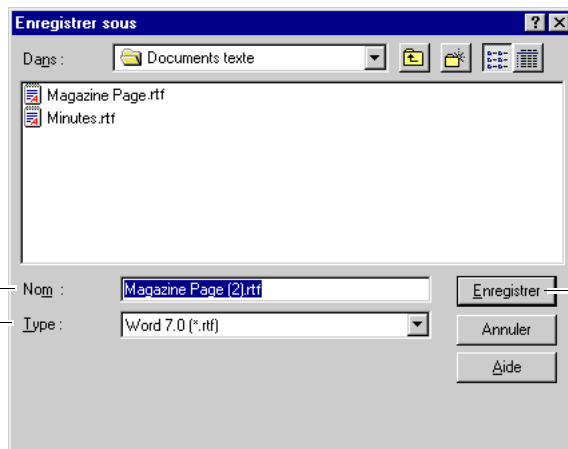 Enregistrer sous
Dans : Documents texte
Magazine Page.rtf
Minutes.rtf
Nom : Magazine Page (2).rtf Enregistrer
Type : Word 7.0 (*.rtf) Annuler
Aide